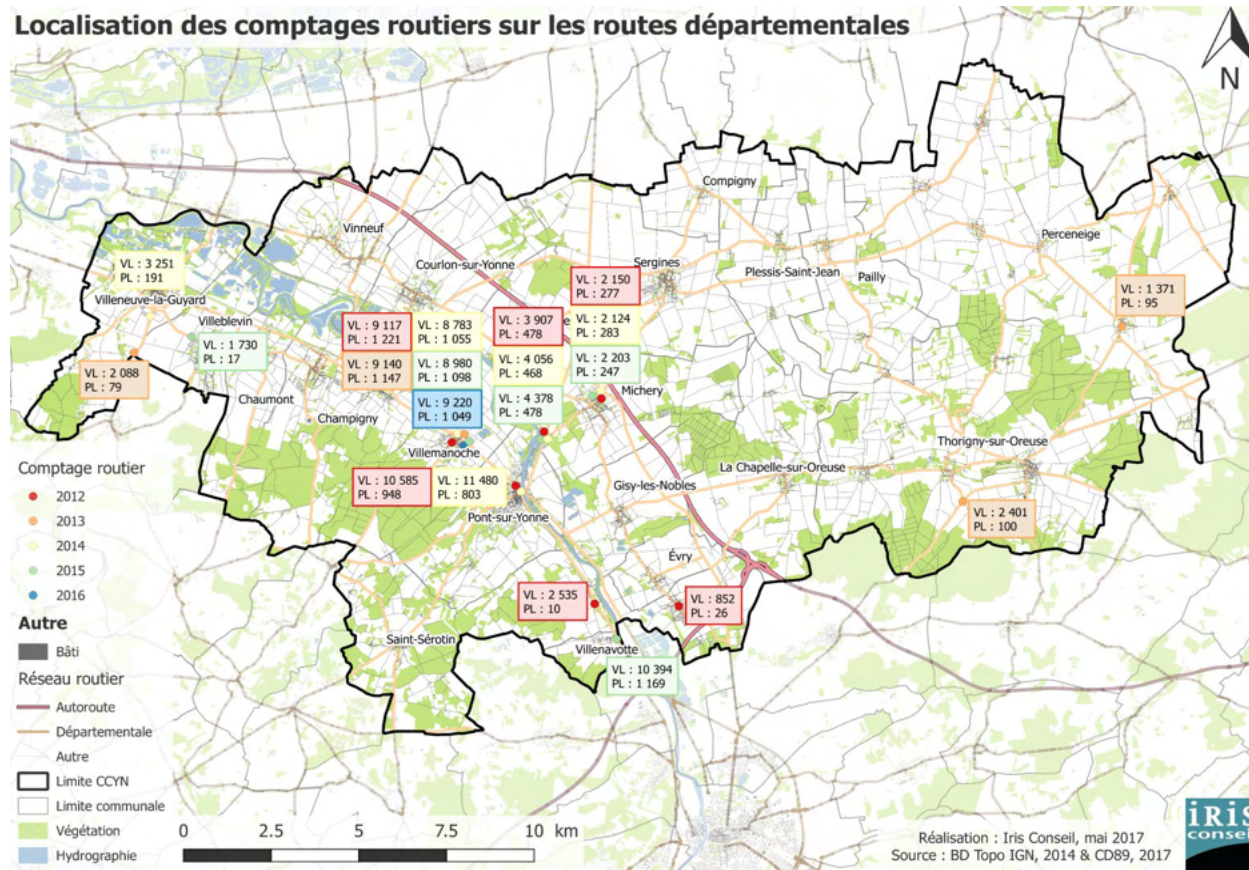 Localisation des comptages routiers sur les routes départementales
N
Compigny
Vinneuf
Perceneige
Courlon-sur-Yonne
Sergines
Plessis-Saint-Jean
Pailly
VL : 3 251
PL : 191
VL : 2 150
PL : 277
VL : 1 371
PL : 95
Villeneuve-la-Guyard
Villeblevin
VL : 9 117
PL : 1 221
VL : 8 783
PL : 1 055
VL : 3 907
PL : 478
e
VL : 2 124
PL : 283
VL : 1 730
PL : 17
VL : 9 140
PL : 1 147
VL : 8 980
PL : 1 098
VL : 4 056
PL : 468
VL : 2 203
PL : 247
VL : 2 088
PL : 79
Chaumont
VL : 9 220
PL : 1 049
VL : 4 378
PL : 478
Michery
Champigny
Villemanoche
Thorigny-sur-Oreuse
La Chapelle-sur-Oreuse
VL : 10 585
PL : 948
VL : 11 480
PL : 803
Gisy-les-Nobles
Pont-sur-Yonne
VL : 2 401
PL : 100
Évry
VL : 2 535
PL : 10
VL : 852
PL : 26
Saint-Sérotin
Villenavotte
VL : 10 394
PL : 1 169
Comptage routier
2012
2013
2014
2015
2016
Autre
Bâti
Réseau routier
Autoroute
Départementale
Autre
Limite CCYN
Limite communale
Végétation
Hydrographie
0 2.5 5 7.5 10 km
Réalisation : Iris Conseil, mai 2017
Source : BD Topo IGN, 2014 & CD89, 2017
iRiS
conseil